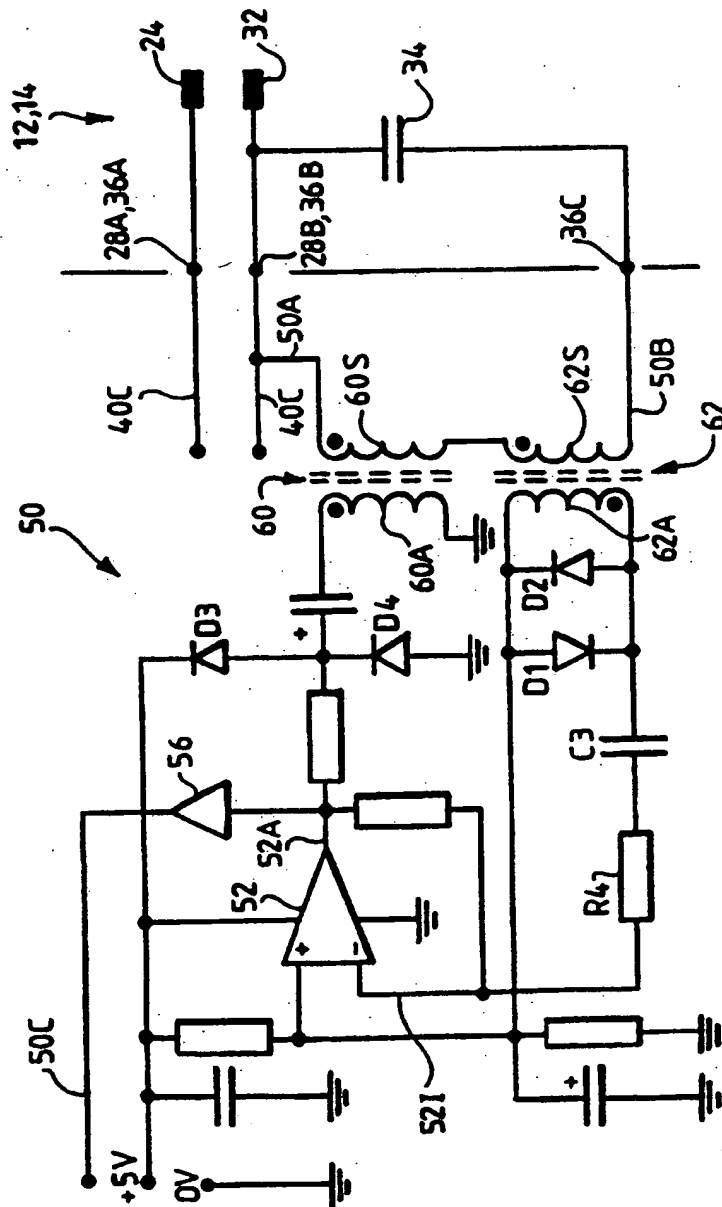 50
12,14
50C
+5V
0V
28A,36A
40C
24
56
D3
52
60
40C
50A
28B,36B
32
+
-
52A
+
D4
60S
34
52I
60A
+
D1
D2
62S
C3
R47
62A
50B
36C
62